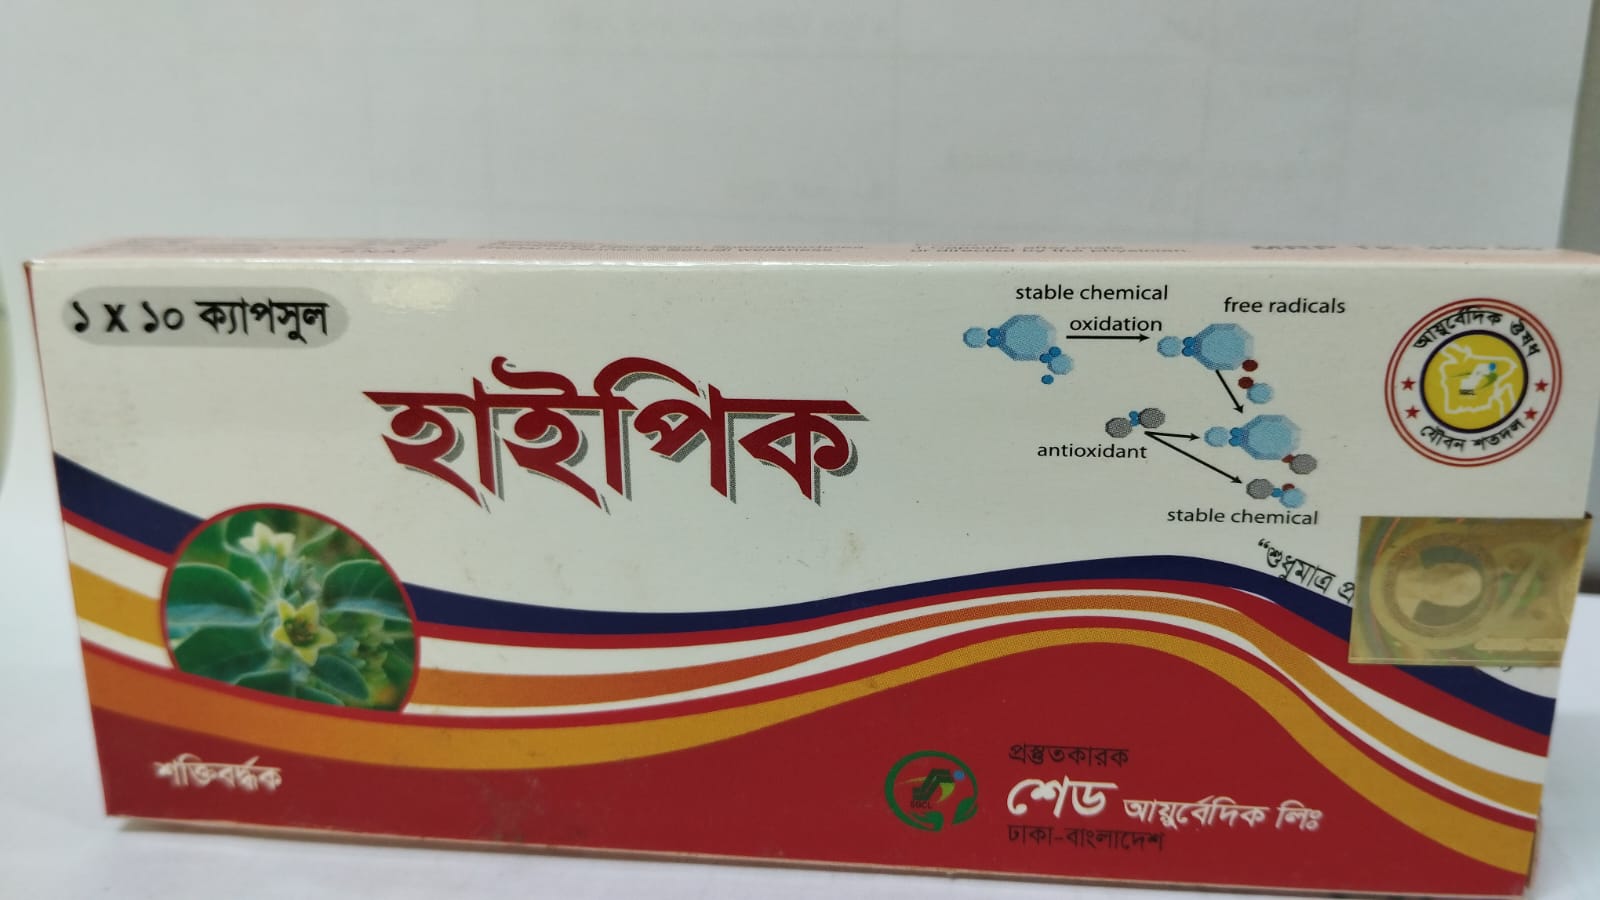 ১ X ১০ ক্যাপসুল
হাইপিক
stable chemical
oxidation
free radicals
antioxidant
stable chemical
আয়ুর্বেদিক ঔষধ
যৌবন শতদল
“শুধুমাত্র
শক্তিবর্দ্ধক
SGCL
প্রস্তুতকারক
শেড আয়ুর্বেদিক লিঃ
ঢাকা-বাংলাদেশ